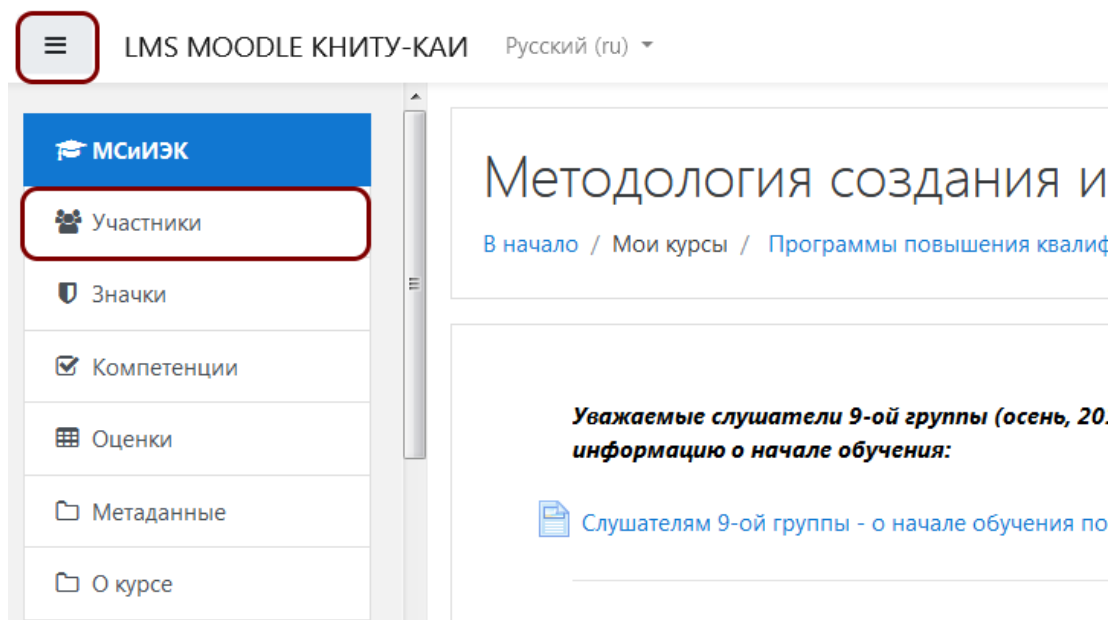 LMS MOODLE КНИТУ-КАИ Русский (ru)
МСиИЭК
Участники
Значки
Компетенции
Оценки
Метаданные
О курсе
Методология создания и
В начало / Мои курсы / Программы повышения квалиф
Уважаемые слушатели 9-ой группы (осень, 20
информацию о начале обучения:
Слушателям 9-ой группы - о начале обучения по